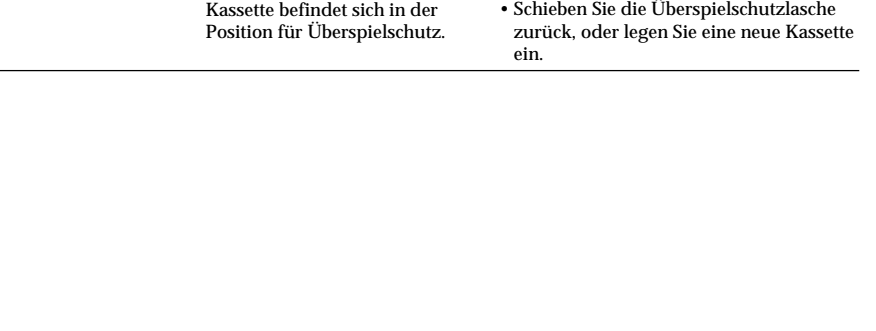 Kassette befindet sich in der
Position für Überspielschutz.
• Schieben Sie die Überspielschutzlasche
zurück, oder legen Sie eine neue Kassette
ein.